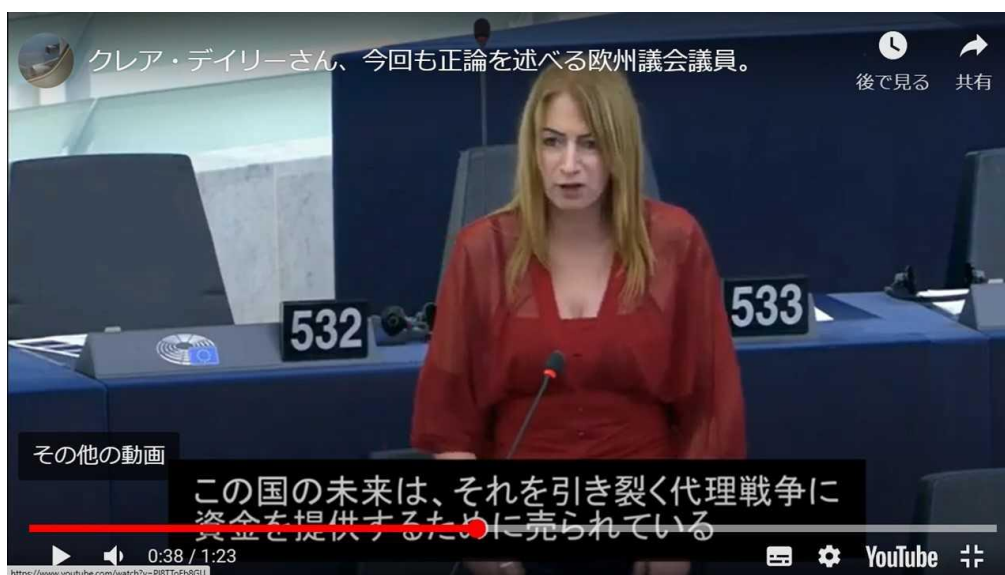 クレア・デイリーさん、今回も正論を述べる欧州議会議員。
後で見る
共有
532
533
その他の動画
この国の未来は、それを引き裂く代理戦争に
資金を提供するために売られている
0:38 / 1:23
YouTube